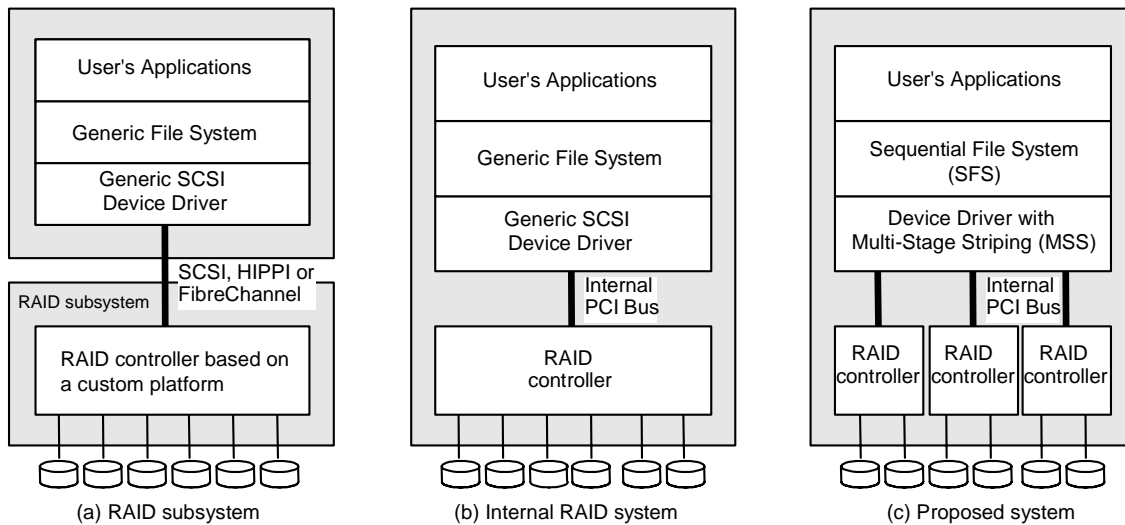 User's Applications
Generic File System
Generic SCSI
Device Driver
SCSI, HIPPI or
FibreChannel
RAID subsystem
RAID controller based on
a custom platform
(a) RAID subsystem
User's Applications
Generic File System
Generic SCSI
Device Driver
Internal
PCI Bus
RAID
controller
(b) Internal RAID system
User's Applications
Sequential File System
(SFS)
Device Driver with
Multi-Stage Striping (MSS)
Internal
PCI Bus
RAID
controller
RAID
controller
RAID
controller
(c) Proposed system